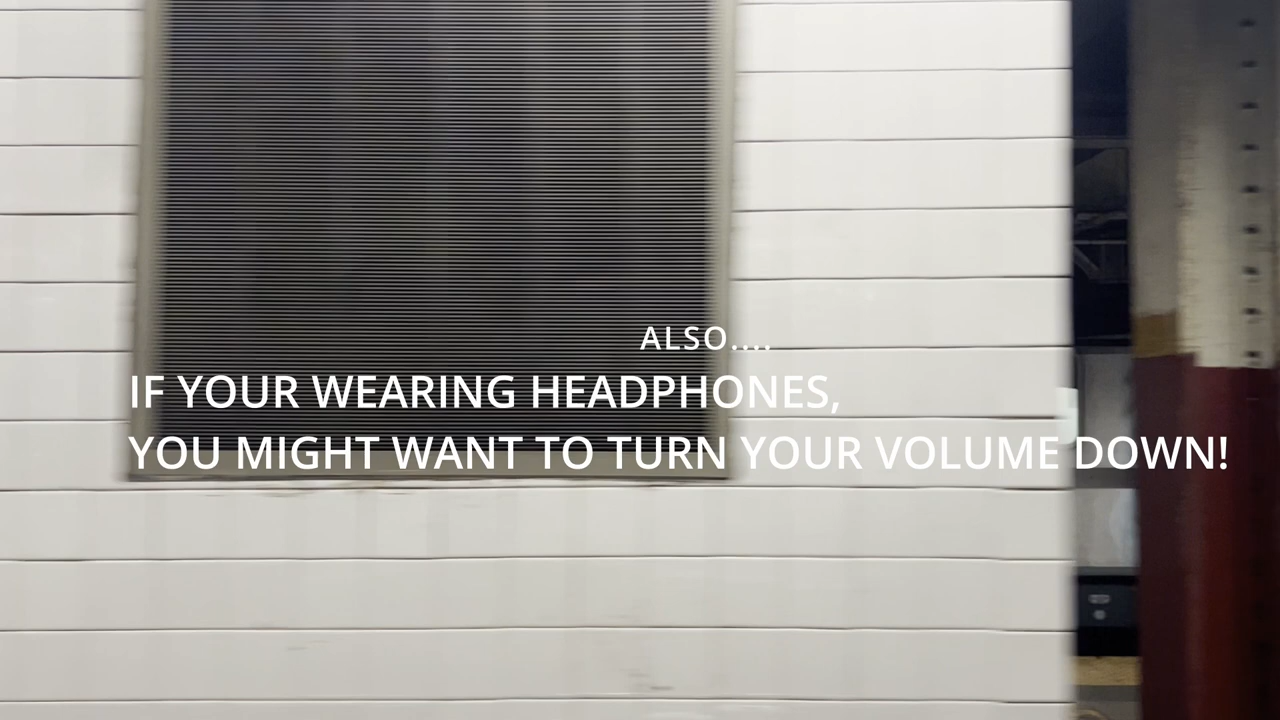 ALSO....
IF YOUR WEARING HEADPHONES,
YOU MIGHT WANT TO TURN YOUR VOLUME DOWN!